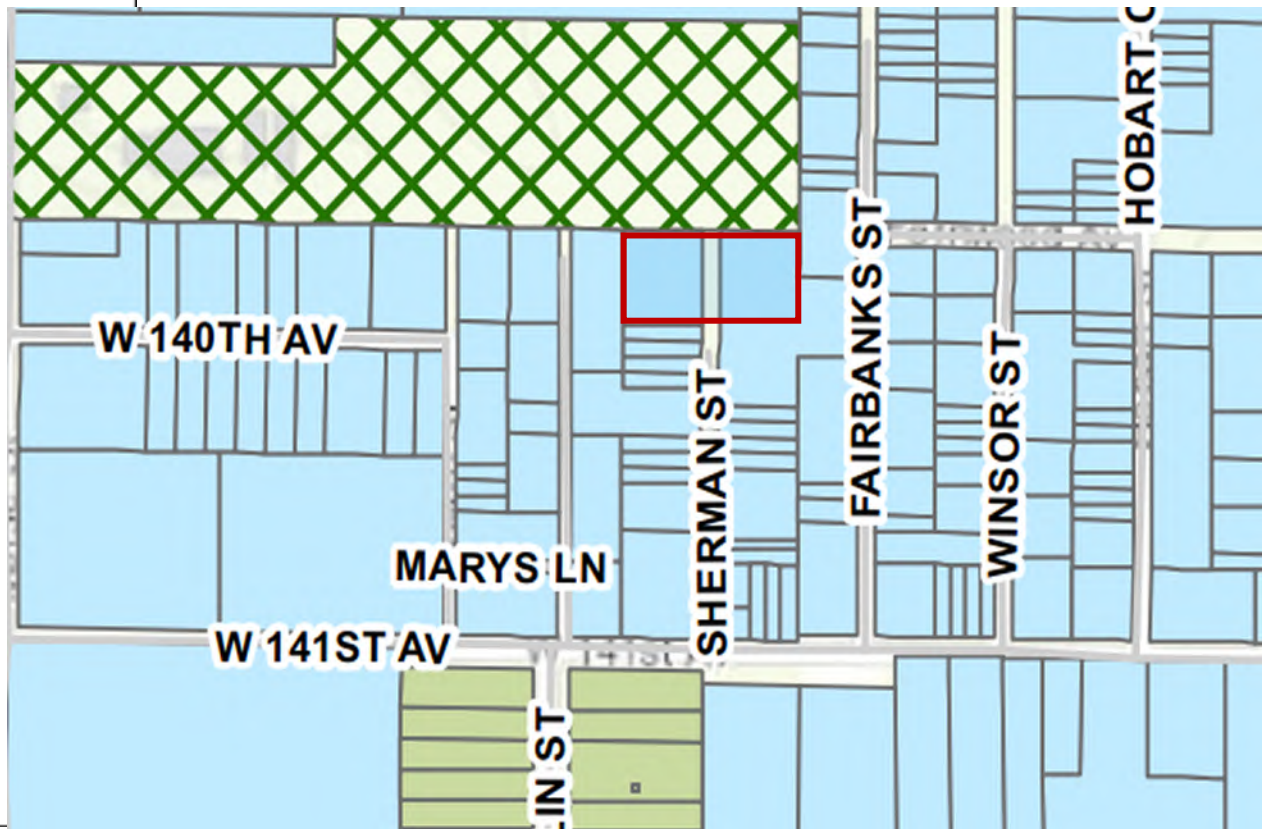 HOBART C
FAIRBANKS ST
W 140TH AV
WINSOR ST
SHERMAN ST
MARYS LN
W 141ST AV
W 141st A
LIN ST